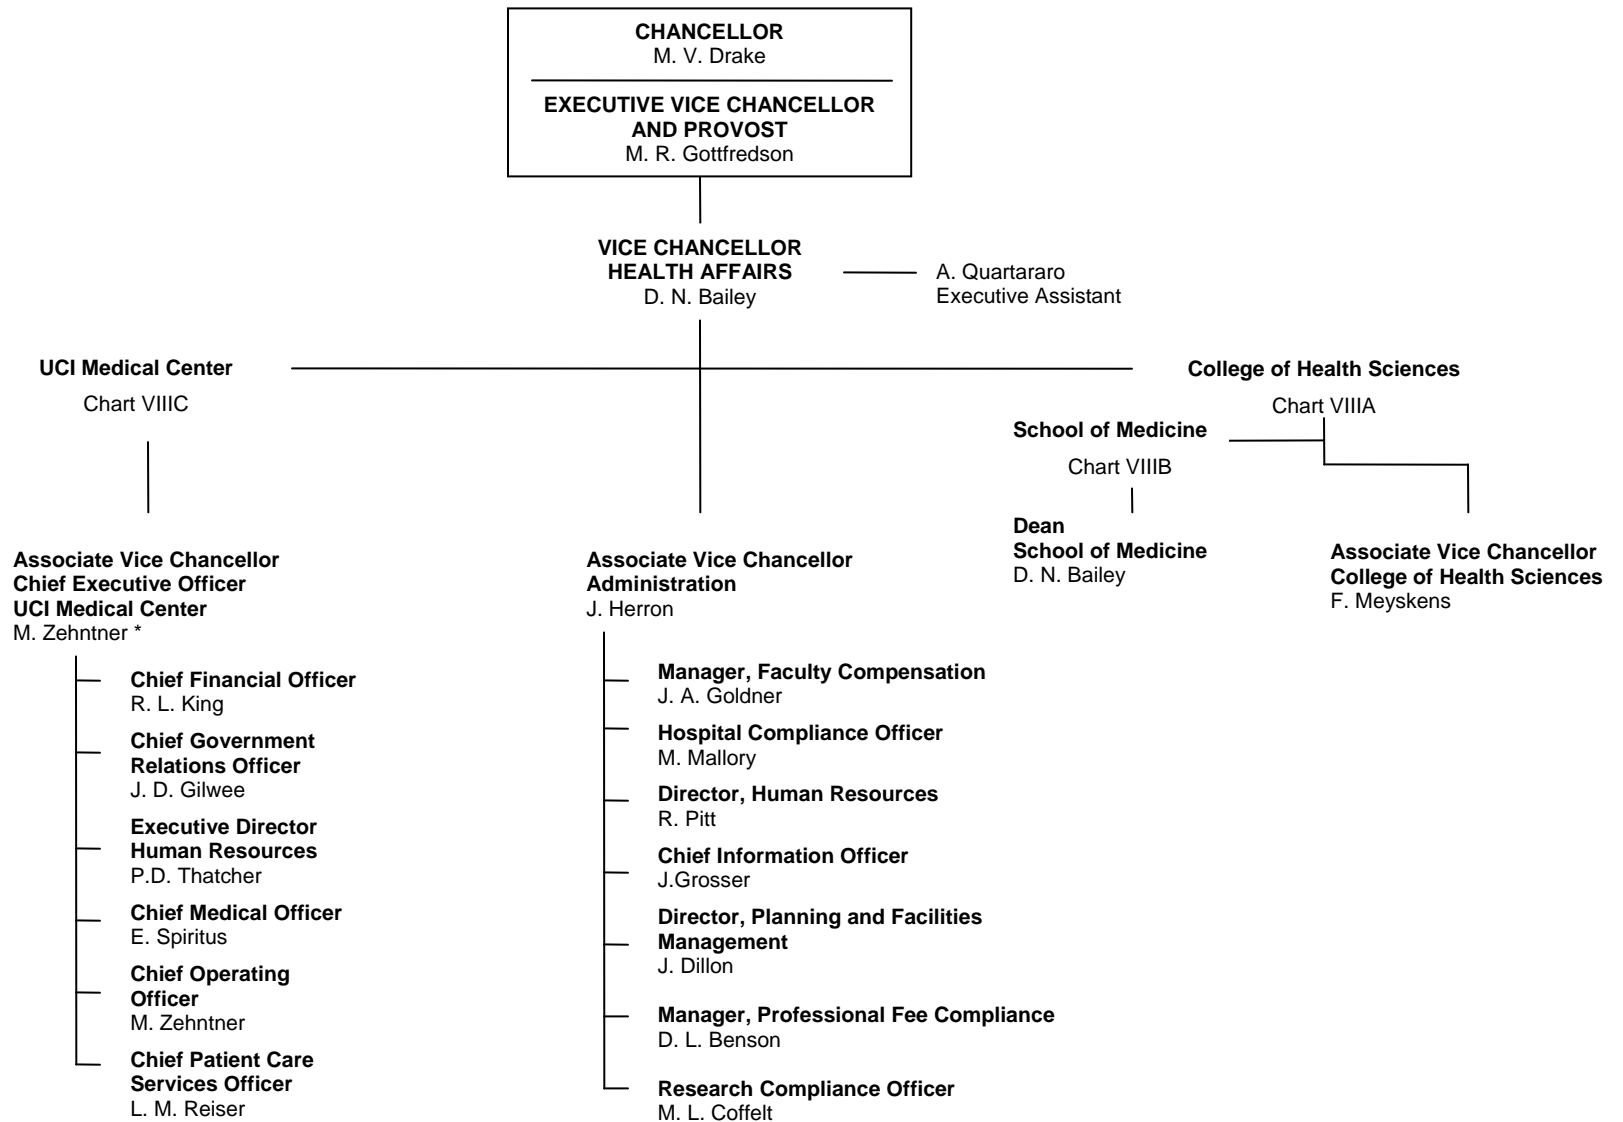 CHANCELLOR
M. V. Drake
EXECUTIVE VICE CHANCELLOR
AND PROVOST
M. R. Gottfredson
VICE CHANCELLOR
HEALTH AFFAIRS
D. N. Bailey
A. Quartararo
Executive Assistant
UCI Medical Center
Chart VIIIC
College of Health Sciences
Chart VIIIA
School of Medicine
Chart VIIIB
Dean
School of Medicine
D. N. Bailey
Associate Vice Chancellor
College of Health Sciences
F. Meyskens
Associate Vice Chancellor
Chief Executive Officer
UCI Medical Center
M. Zehntner *
Chief Financial Officer
R. L. King
Chief Government
Relations Officer
J. D. Gilwee
Executive Director
Human Resources
P.D. Thatcher
Chief Medical Officer
E. Spiritus
Chief Operating
Officer
M. Zehntner
Chief Patient Care
Services Officer
L. M. Reiser
Associate Vice Chancellor
Administration
J. Herron
Manager, Faculty Compensation
J. A. Goldner
Hospital Compliance Officer
M. Mallory
Director, Human Resources
R. Pitt
Chief Information Officer
J.Grosser
Director, Planning and Facilities
Management
J. Dillon
Manager, Professional Fee Compliance
D. L. Benson
Research Compliance Officer
M. L. Coffelt